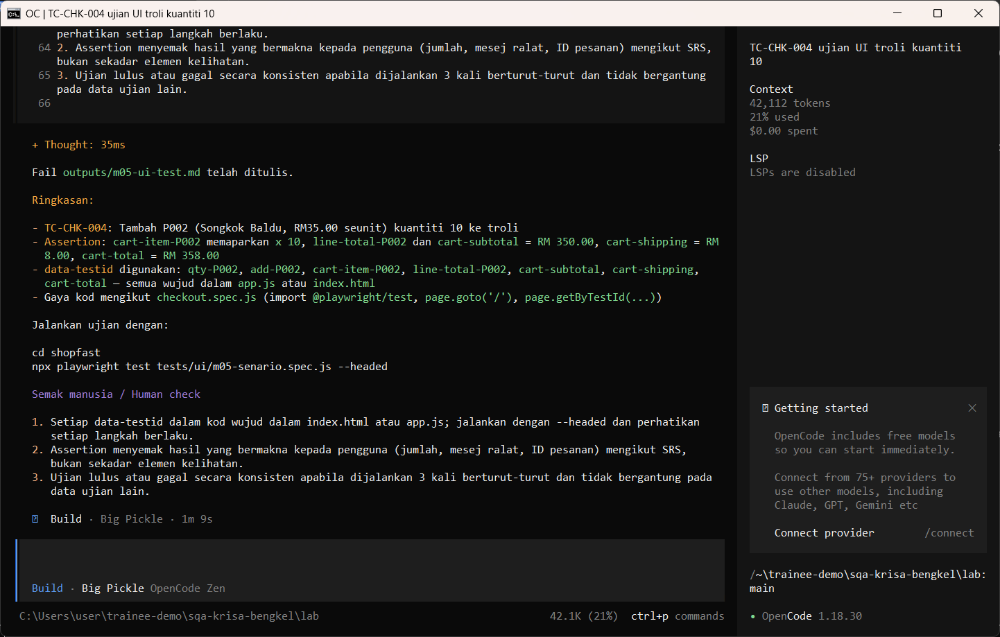 OC | TC-CHK-004 ujian UI troli kuantiti 10
perhatikan setiap langkah berlaku.
64 2. Assertion menyemak hasil yang bermakna kepada pengguna (jumlah, mesej ralat, ID pesanan) mengikut SRS,
bukan sekadar elemen kelihatan.
65 3. Ujian lulus atau gagal secara konsisten apabila dijalankan 3 kali berturut-turut dan tidak bergantung
pada data ujian lain.
66
+ Thought: 35ms
Fail outputs/m05-ui-test.md telah ditulis.
Ringkasan:
- TC-CHK-004: Tambah P002 (Songkok Baldu, RM35.00 seunit) kuantiti 10 ke troli
- Assertion: cart-item-P002 memaparkan x 10, line-total-P002 dan cart-subtotal = RM 350.00, cart-shipping = RM
8.00, cart-total = RM 358.00
- data-testid digunakan: qty-P002, add-P002, cart-item-P002, line-total-P002, cart-subtotal, cart-shipping,
cart-total — semua wujud dalam app.js atau index.html
- Gaya kod mengikut checkout.spec.js (import @playwright/test, page.goto('/'), page.getByTestId(...))
Jalankan ujian dengan:
cd shopfast
npx playwright test tests/ui/m05-senario.spec.js --headed
Semak manusia / Human check
1. Setiap data-testid dalam kod wujud dalam index.html atau app.js; jalankan dengan --headed dan perhatikan
setiap langkah berlaku.
2. Assertion menyemak hasil yang bermakna kepada pengguna (jumlah, mesej ralat, ID pesanan) mengikut SRS,
bukan sekadar elemen kelihatan.
3. Ujian lulus atau gagal secara konsisten apabila dijalankan 3 kali berturut-turut dan tidak bergantung pada
data ujian lain.
Build · Big Pickle · 1m 9s
Build · Big Pickle OpenCode Zen
C:\Users\user\trainee-demo\sqa-krisa-bengkel\lab
42.1K (21%) ctrl+p commands
TC-CHK-004 ujian UI troli kuantiti
10
Context
42,112 tokens
21% used
$0.00 spent
LSP
LSPs are disabled
Getting started
OpenCode includes free models
so you can start immediately.
Connect from 75+ providers to
use other models, including
Claude, GPT, Gemini etc
Connect provider /connect
/~\trainee-demo\sqa-krisa-bengkel\lab:
main
• OpenCode 1.18.30